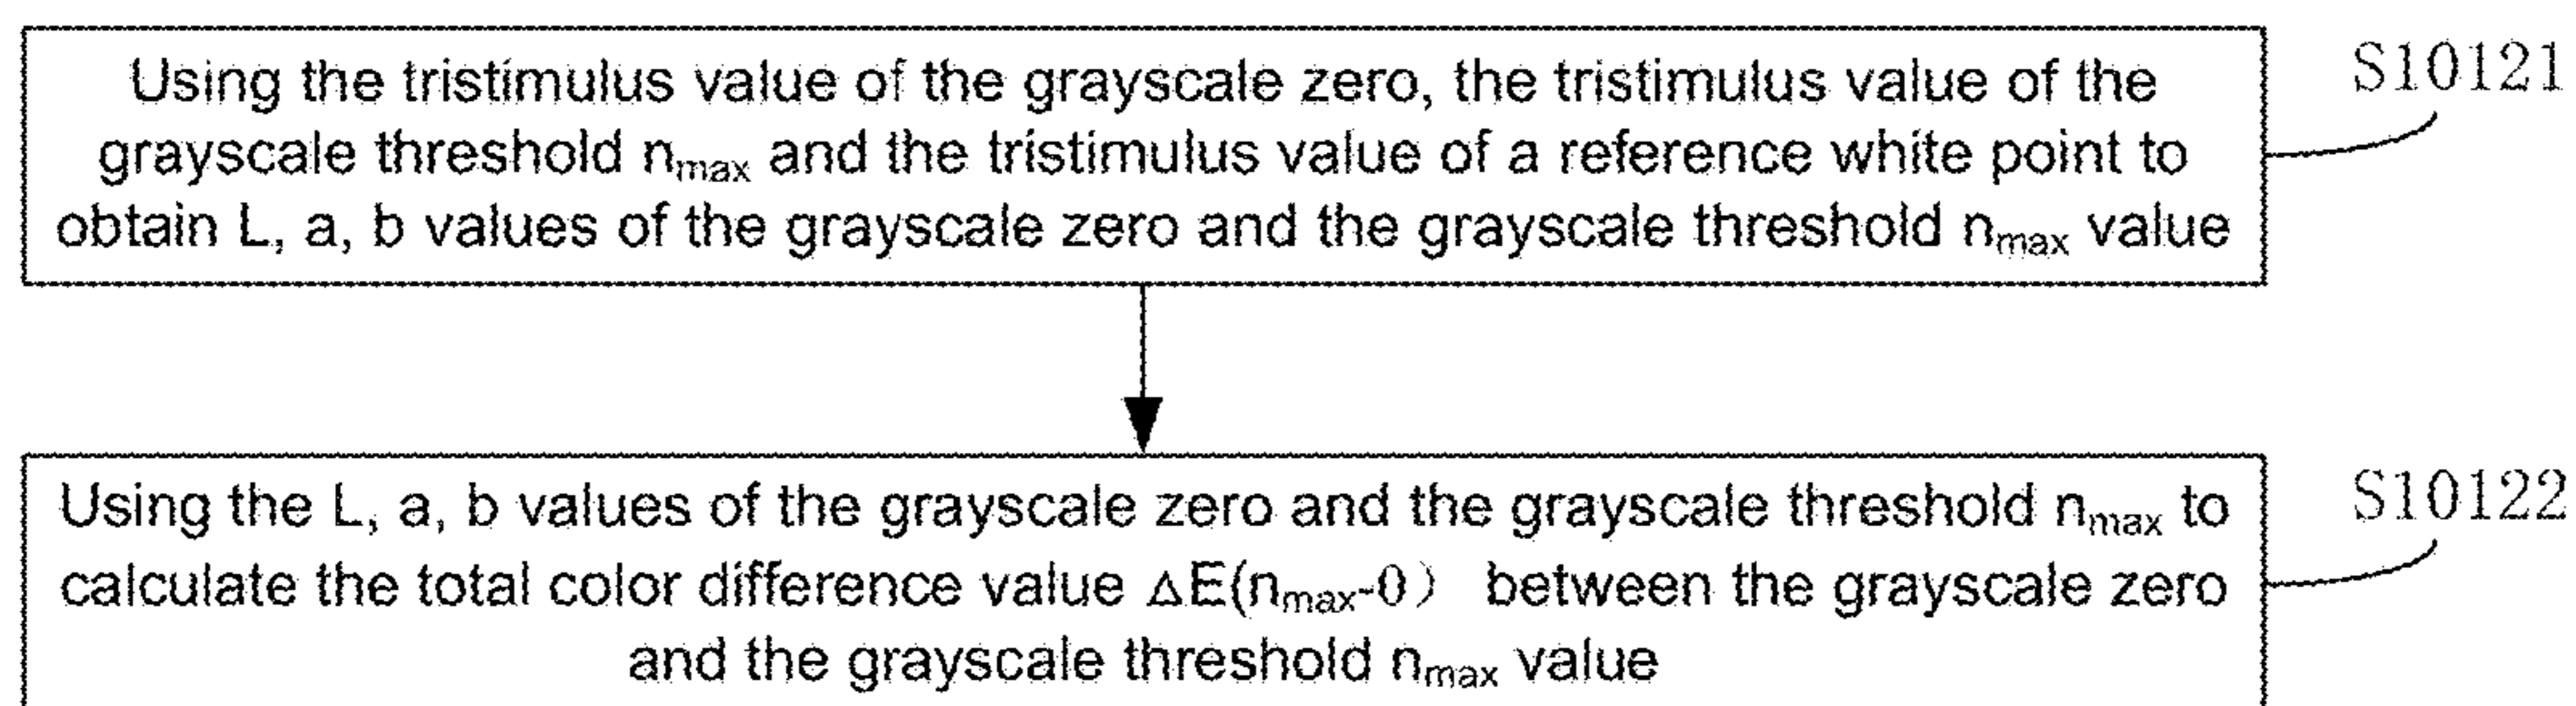 Using the tristimulus value of the grayscale zero, the tristimulus value of the
grayscale threshold nmax and the tristimulus value of a reference white point to
obtain L, a, b values of the grayscale zero and the grayscale threshold nmax value
S10121
Using the L, a, b values of the grayscale zero and the grayscale threshold nmax to
calculate the total color difference value ΔE(nmax-0） between the grayscale zero
and the grayscale threshold nmax value
S10122